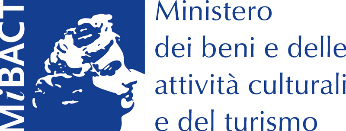 MiBACT
Ministero
dei beni e delle
attività culturali
e del turismo